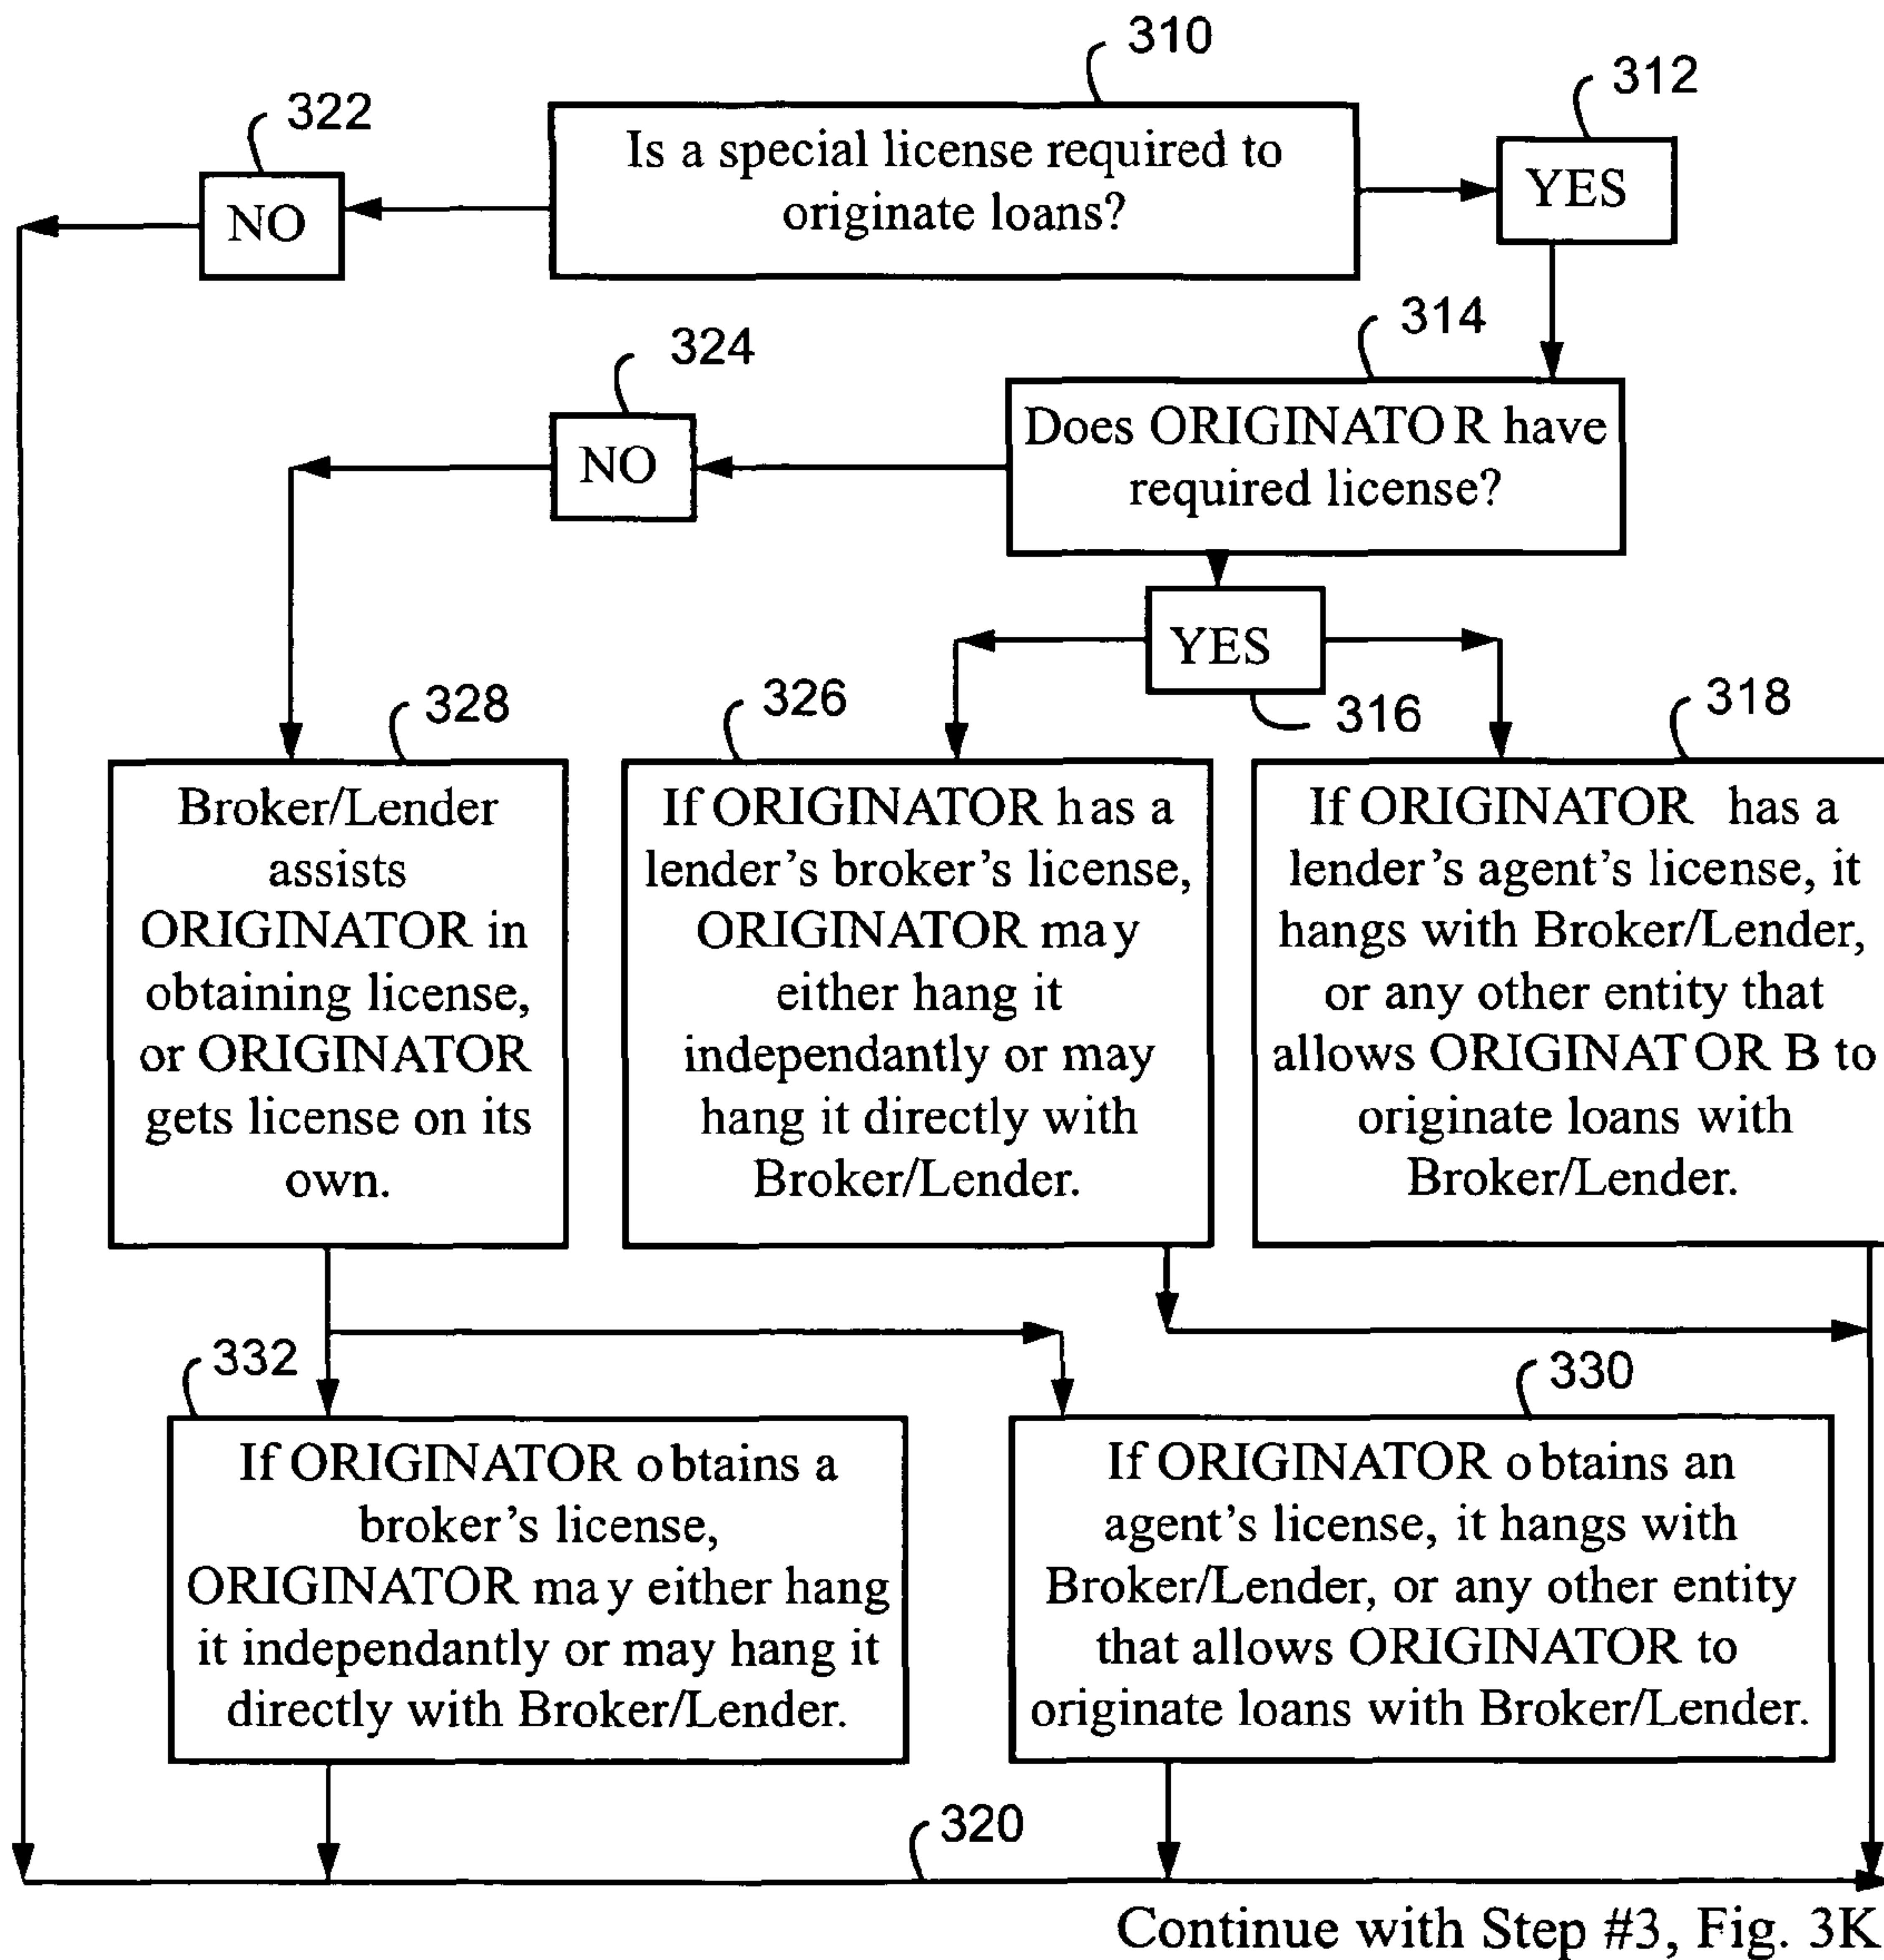 310
312
322
Is a special license required to
originate loans?
YES
NO
314
324
Does ORIGINATOR have
required license?
NO
YES
316
328
326
318
Broker/Lender
assists
ORIGINATOR in
obtaining license,
or ORIGINATOR
gets license on its
own.
If ORIGINATOR has a
lender's broker's license,
ORIGINATOR may
either hang it
independantly or may
hang it directly with
Broker/Lender.
If ORIGINATOR has a
lender's agent's license, it
hangs with Broker/Lender,
or any other entity that
allows ORIGINATOR B to
originate loans with
Broker/Lender.
332
330
If ORIGINATOR obtains a
broker's license,
ORIGINATOR may either hang
it independantly or may hang it
directly with Broker/Lender.
If ORIGINATOR obtains an
agent's license, it hangs with
Broker/Lender, or any other entity
that allows ORIGINATOR to
originate loans with Broker/Lender.
320
Continue with Step #3, Fig. 3K